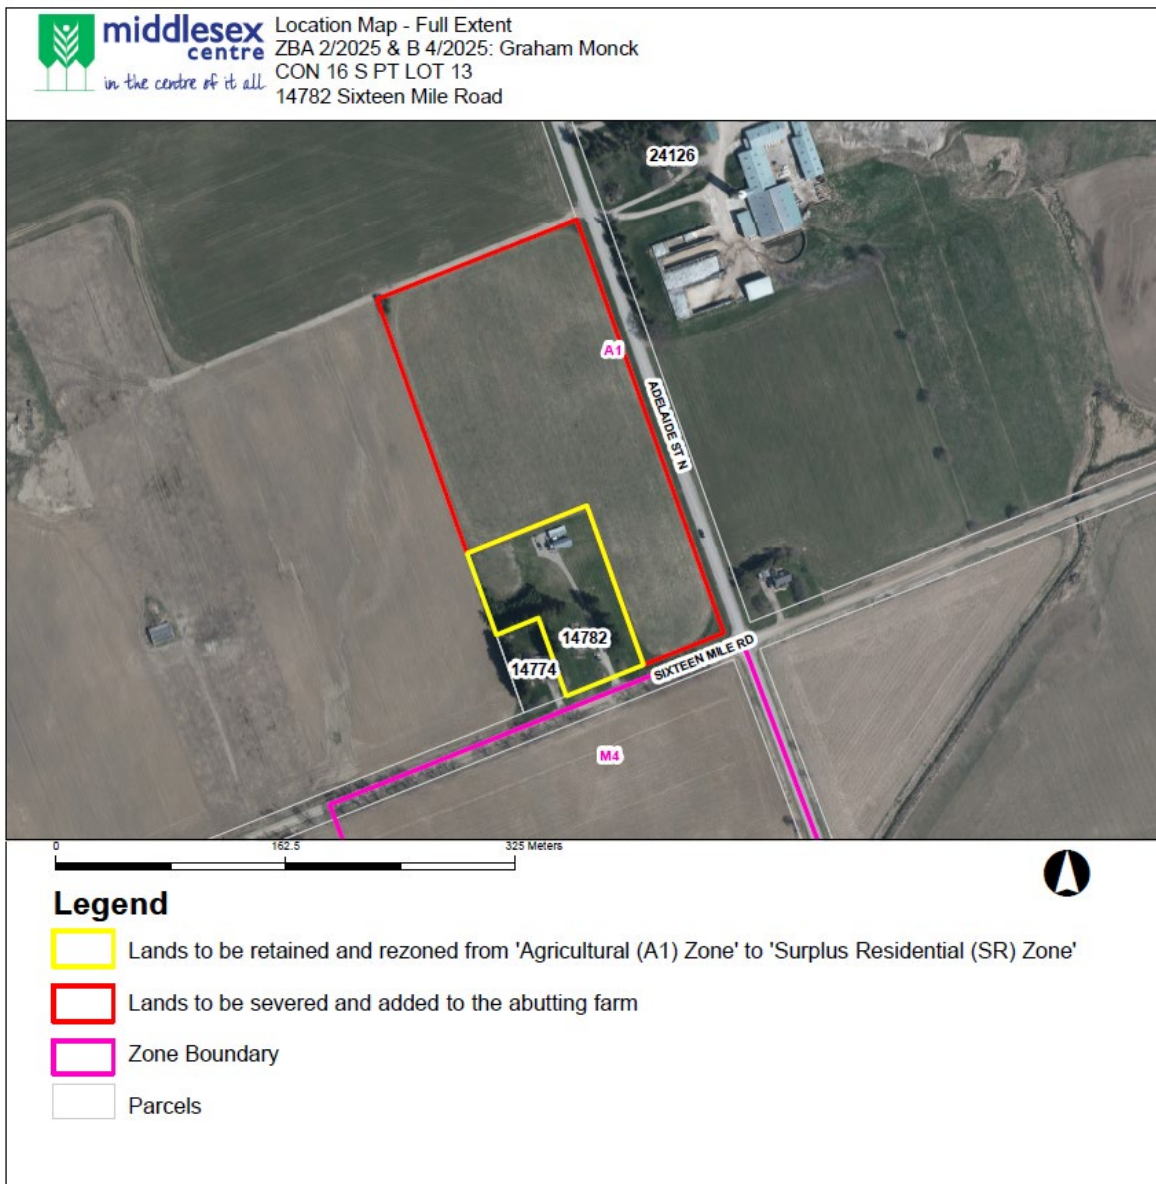 middlesex
centre
in the centre of it all
Location Map - Full Extent
ZBA 2/2025 & B 4/2025: Graham Monck
CON 16 S PT LOT 13
14782 Sixteen Mile Road
24126
A1
ADELAIDE ST N
14782
14774
SIXTEEN MILE RD
M4
0 162.5 325 Meters
Legend
Lands to be retained and rezoned from 'Agricultural (A1) Zone' to 'Surplus Residential (SR) Zone'
Lands to be severed and added to the abutting farm
Zone Boundary
Parcels